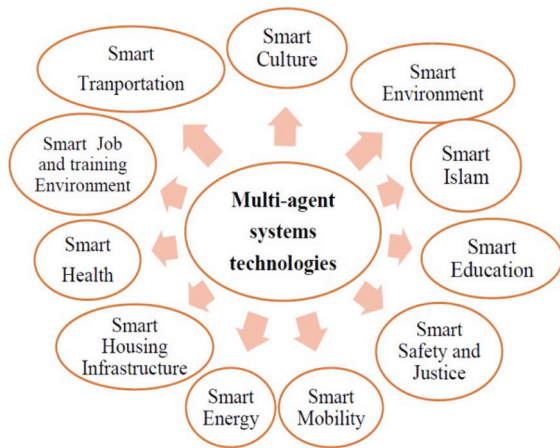 Smart
Culture
Smart
Tranportation
Smart
Environment
Smart Job
and training
Environment
Smart
Islam
Multi-agent
systems
technologies
Smart
Health
Smart
Education
Smart
Housing
Infrastructure
Smart
Safety and
Justice
Smart
Energy
Smart
Mobility